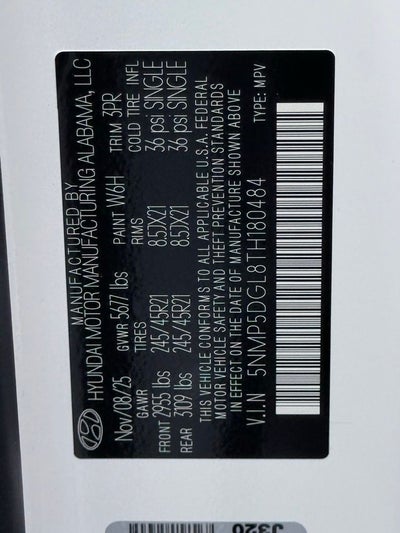 MANUFACTURED BY
HYUNDAI MOTOR MANUFACTURING ALABAMA, LLC
Nov/08/25 GVWR 5677 lbs PAINT W6H TRIM 3PR
GAWR TIRES RIMS COLD TIRE INFL
FRONT 2955 lbs 245/45R21 8.5JX21 36 psi SINGLE
REAR 3109 lbs 245/45R21 8.5JX21 36 psi SINGLE
THIS VEHICLE CONFORMS TO ALL APPLICABLE U.S.A. FEDERAL
MOTOR VEHICLE SAFETY AND THEFT PREVENTION STANDARDS
IN EFFECT ON THE DATE OF MANUFACTURE SHOWN ABOVE
V.I.N 5NMP5DGL8TH180484 TYPE: MPV
J320